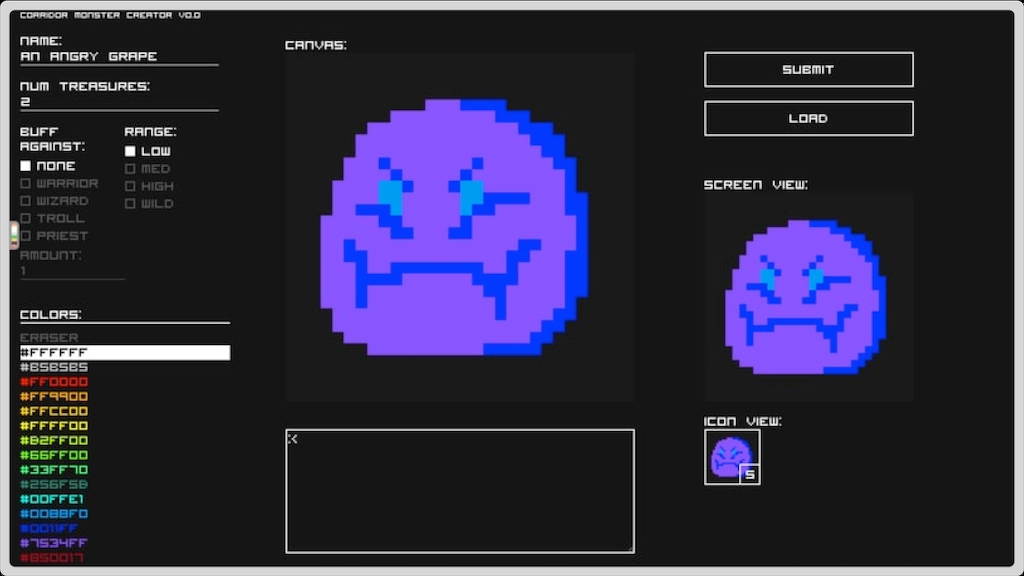 CORRIDOR MONSTER CREATOR V0.0
NAME:
AN ANGRY GRAPE
NUM TREASURES:
2
BUFF AGAINST:
NONE
WARRIOR
WIZARD
TROLL
PRIEST
AMOUNT:
1
RANGE:
LOW
MED
HIGH
WILD
COLORS:
ERASER
#FFFFFF
#B5B5B5
#FF0000
#FF9900
#FFCC00
#FFFF00
#B2FF00
#66FF00
#33FF70
#256F5B
#00FFE1
#00BBF0
#0011FF
#7534FF
#B50017
CANVAS:
:<
SUBMIT
LOAD
SCREEN VIEW:
ICON VIEW:
5